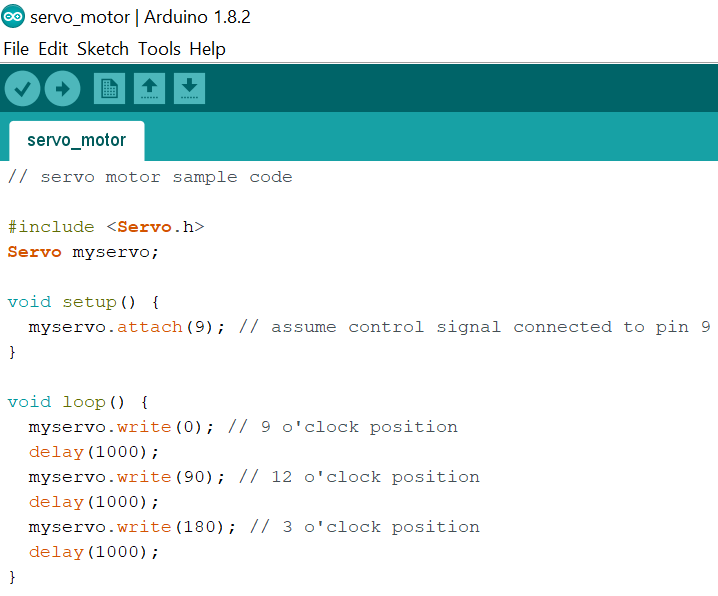 servo_motor | Arduino 1.8.2
File Edit Sketch Tools Help
servo_motor
// servo motor sample code
#include <Servo.h>
Servo myservo;
void setup() {
myservo.attach(9); // assume control signal connected to pin 9
}
void loop() {
myservo.write(0); // 9 o'clock position
delay(1000);
myservo.write(90); // 12 o'clock position
delay(1000);
myservo.write(180); // 3 o'clock position
delay(1000);
}